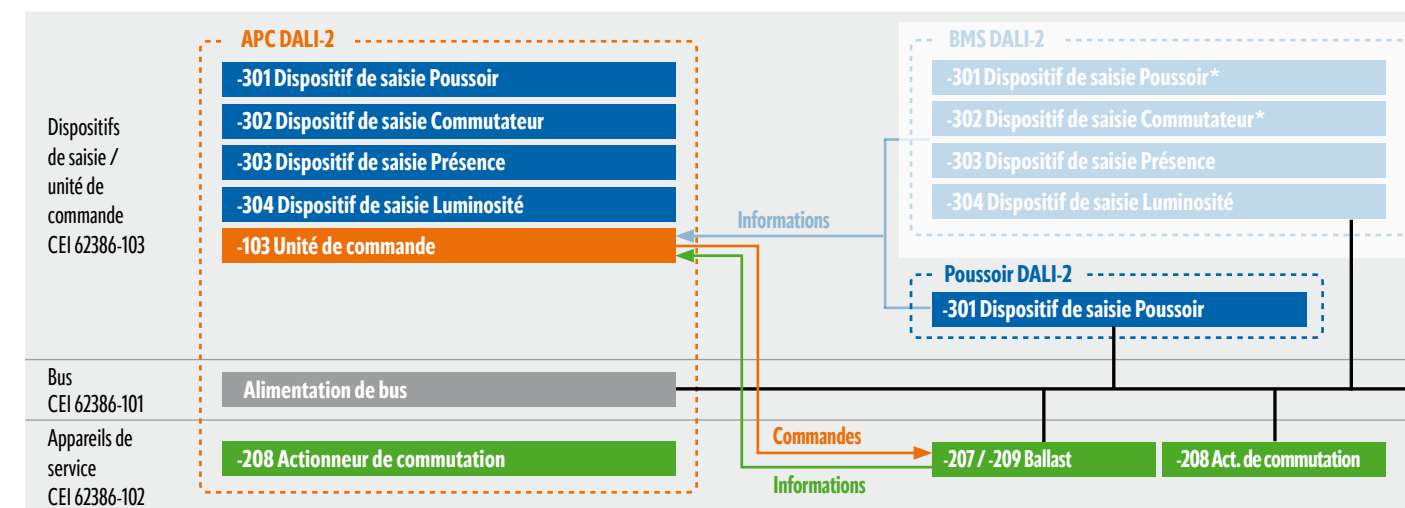 APC DALI-2
-301 Dispositif de saisie Poussoir
-302 Dispositif de saisie Commutateur
-303 Dispositif de saisie Présence
-304 Dispositif de saisie Luminosité
-103 Unité de commande
Dispositifs
de saisie /
unité de
commande
CEI 62386-103
Informations
BMS DALI-2
-301 Dispositif de saisie Poussoir*
-302 Dispositif de saisie Commutateur*
-303 Dispositif de saisie Présence
-304 Dispositif de saisie Luminosité
Poussoir DALI-2
-301 Dispositif de saisie Poussoir
Bus
CEI 62386-101
Alimentation de bus
Appareils de
service
CEI 62386-102
-208 Actionneur de commutation
Commandes
Informations
-207 / -209 Ballast
-208 Act. de commutation